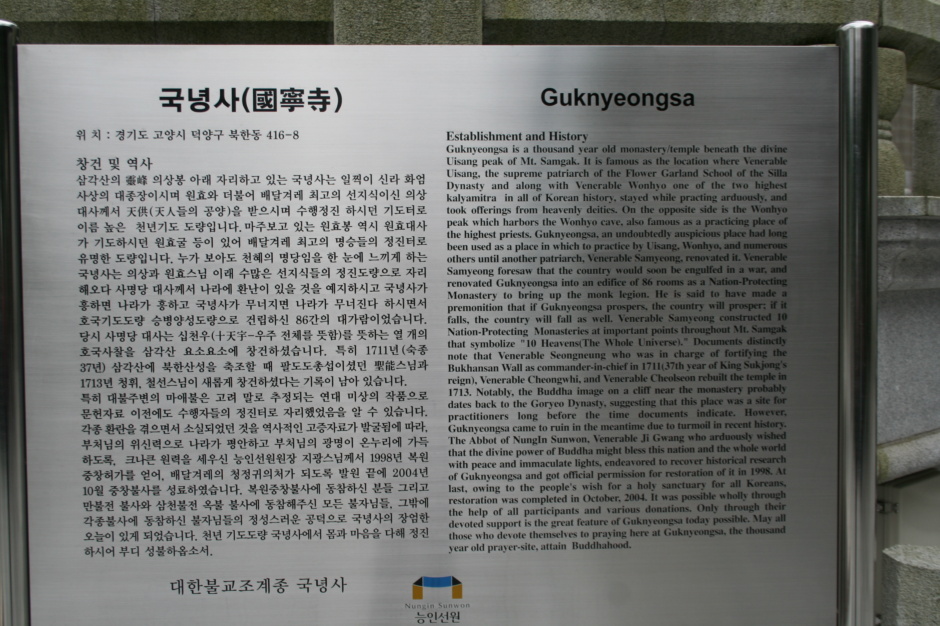 국녕사(國寧寺)
위 치 : 경기도 고양시 덕양구 북한동 416-8
창건 및 역사
삼각산의 靈峰 의상봉 아래 자리하고 있는 국녕사는 일찍이 신라 화엄
사상의 대종장이시며 원효와 더불어 배달겨레 최고의 선지식이신 의상
대사께서 天供(天人들의 공양)을 받으시며 수행정진 하시던 기도터로
이름 높은 천년기도 도량입니다. 마주보고 있는 원효봉 역시 원효대사
가 기도하시던 원효굴 등이 있어 배달겨레 최고의 명승들의 정진터로
유명한 도량입니다. 누가 보아도 천혜의 명당임을 한 눈에 느끼게 하는
국녕사는 의상과 원효스님 이래 수많은 선지식들의 정진도량으로 자리
해오다 사명당 대사께서 나라에 환난이 있을 것을 예지하시고 국녕사가
흥하면 나라가 흥하고 국녕사가 무너지면 나라가 무너진다 하시면서
호국기도도량 승병양성도량으로 건립하신 86간의 대가람이었습니다.
당시 사명당 대사는 십천우(十天宇-우주 전체를 뜻함)를 뜻하는 열 개의
호국사찰을 삼각산 요소요소에 창건하셨습니다. 특히 1711년(숙종
37년) 삼각산에 북한산성을 축조할 때 팔도도총섭이셨던 聖能스님과
1713년 청휘, 철선스님이 새롭게 창건하셨다는 기록이 남아 있습니다.
특히 대불주변의 마애불은 고려 말로 추정되는 연대 미상의 작품으로
문헌자료 이전에도 수행자들의 정진터로 자리했었음을 알 수 있습니다.
각종 환란을 겪으면서 소실되었던 것을 역사적인 고증자료가 발굴됨에 따라,
부처님의 위신력으로 나라가 평안하고 부처님의 광명이 온누리에 가득
하도록, 크나큰 원력을 세우신 능인선원원장 지광스님께서 1998년 복원
중창허가를 얻어, 배달겨레의 청정귀의처가 되도록 발원 끝에 2004년
10월 중창불사를 성료하였습니다. 복원중창불사에 동참하신 분들 그리고
만불전 불사와 삼천불전 옥불 불사에 동참해주신 모든 불자님들, 그밖에
각종불사에 동참하신 불자님들의 정성스러운 공덕으로 국녕사의 장엄한
오늘이 있게 되었습니다. 천년 기도도량 국녕사에서 몸과 마음을 다해 정진
하시어 부디 성불하옵소서.
대한불교조계종 국녕사
Guknyeongsa
Establishment and History
Guknyeongsa is a thousand year old monastery/temple beneath the divine
Uisang peak of Mt. Samgak. It is famous as the location where Venerable
Uisang, the supreme patriarch of the Flower Garland School of the Silla
Dynasty and along with Venerable Wonhyo one of the two highest
kalyamitra in all of Korean history, stayed while practicing arduously, and
took offerings from heavenly deities. On the opposite side is the Wonhyo
peak which harbors the Wonhyo cave, also famous as a practicing place of
the highest priests. Guknyeongsa, an undoubtedly auspicious place had long
been used as a place in which to practice by Uisang, Wonhyo, and numerous
others until another patriarch, Venerable Samyeong, renovated it. Venerable
Samyeong foresaw that the country would soon be engulfed in a war, and
renovated Guknyeongsa into an edifice of 86 rooms as a Nation-Protecting
Monastery to bring up the monk legion. He is said to have made a
premonition that if Guknyeongsa prospers, the country will prosper; if it
falls, the country will fall as well. Venerable Samyeong constructed 10
Nation-Protecting Monasteries at important points throughout Mt. Samgak
that symbolize "10 Heavens(The Whole Universe)." Documents distinctly
note that Venerable Seongneung who was in charge of fortifying the
Bukhansan Wall as commander-in-chief in 1711(37th year of King Sukjong's
reign), Venerable Cheongwhi, and Venerable Cheolseon rebuilt the temple in
1713. Notably, the Buddha image on a cliff near the monastery probably
dates back to the Goryeo Dynasty, suggesting that this place was a site for
practitioners long before the time documents indicate. However,
Guknyeongsa came to ruin in the meantime due to turmoil in recent history.
The Abbot of NungIn Sunwon, Venerable Ji Gwang who arduously wished
that the divine power of Buddha might bless this nation and the whole world
with peace and immaculate lights, endeavored to recover historical research
of Guknyeongsa and got official permission for restoration of it in 1998. At
last, owing to the people's wish for a holy sanctuary for all Koreans,
restoration was completed in October, 2004. It was possible wholly through
the help of all participants and various donations. Only through their
devoted support is the great feature of Guknyeongsa today possible. May all
those who devote themselves to praying here at Guknyeongsa, the thousand
year old prayer-site, attain Buddhahood.
Nungin Sunwon
능인선원